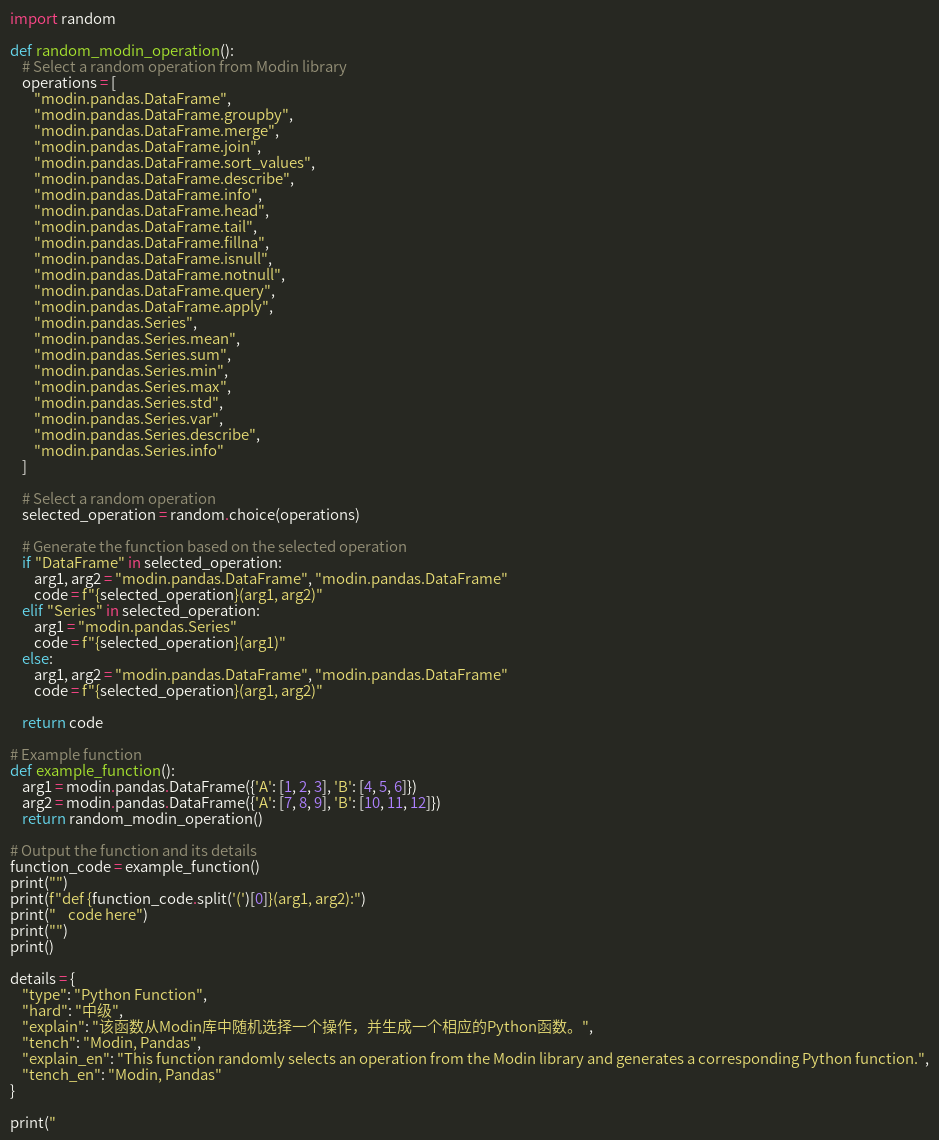 import random

def random_modin_operation():
    # Select a random operation from Modin library
    operations = [
        "modin.pandas.DataFrame",
        "modin.pandas.DataFrame.groupby",
        "modin.pandas.DataFrame.merge",
        "modin.pandas.DataFrame.join",
        "modin.pandas.DataFrame.sort_values",
        "modin.pandas.DataFrame.describe",
        "modin.pandas.DataFrame.info",
        "modin.pandas.DataFrame.head",
        "modin.pandas.DataFrame.tail",
        "modin.pandas.DataFrame.fillna",
        "modin.pandas.DataFrame.isnull",
        "modin.pandas.DataFrame.notnull",
        "modin.pandas.DataFrame.query",
        "modin.pandas.DataFrame.apply",
        "modin.pandas.Series",
        "modin.pandas.Series.mean",
        "modin.pandas.Series.sum",
        "modin.pandas.Series.min",
        "modin.pandas.Series.max",
        "modin.pandas.Series.std",
        "modin.pandas.Series.var",
        "modin.pandas.Series.describe",
        "modin.pandas.Series.info"
    ]

    # Select a random operation
    selected_operation = random.choice(operations)

    # Generate the function based on the selected operation
    if "DataFrame" in selected_operation:
        arg1, arg2 = "modin.pandas.DataFrame", "modin.pandas.DataFrame"
        code = f"{selected_operation}(arg1, arg2)"
    elif "Series" in selected_operation:
        arg1 = "modin.pandas.Series"
        code = f"{selected_operation}(arg1)"
    else:
        arg1, arg2 = "modin.pandas.DataFrame", "modin.pandas.DataFrame"
        code = f"{selected_operation}(arg1, arg2)"

    return code

# Example function
def example_function():
    arg1 = modin.pandas.DataFrame({'A': [1, 2, 3], 'B': [4, 5, 6]})
    arg2 = modin.pandas.DataFrame({'A': [7, 8, 9], 'B': [10, 11, 12]})
    return random_modin_operation()

# Output the function and its details
function_code = example_function()
print("")
print(f"def {function_code.split('(')[0]}(arg1, arg2):")
print("    code here")
print("")
print()

details = {
    "type": "Python Function",
    "hard": "中级",
    "explain": "该函数从Modin库中随机选择一个操作，并生成一个相应的Python函数。",
    "tench": "Modin, Pandas",
    "explain_en": "This function randomly selects an operation from the Modin library and generates a corresponding Python function.",
    "tench_en": "Modin, Pandas"
}

print("